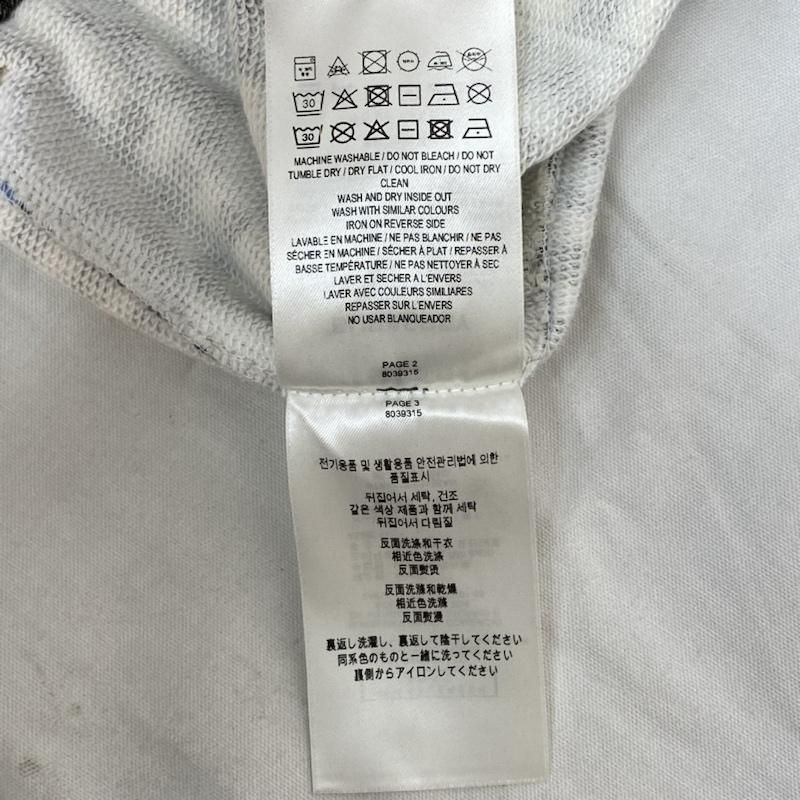 30
30
MACHINE WASHABLE / DO NOT BLEACH / DO NOT
TUMBLE DRY / DRY FLAT / COOL IRON / DO NOT DRY
CLEAN
WASH AND DRY INSIDE OUT
WASH WITH SIMILAR COLOURS
IRON ON REVERSE SIDE
LAVABLE EN MACHINE / NE PAS BLANCHIR / NE PAS
SÉCHER EN MACHINE / SÉCHER À PLAT / REPASSER À
BASSE TEMPÉRATURE / NE PAS NETTOYER À SEC
LAVER ET SECHER A L'ENVERS
LAVER AVEC COULEURS SIMILIARES
REPASSER SUR L'ENVERS
NO USAR BLANQUEADOR
PAGE 2
8039315
PAGE 3
8039315
전기용품 및 생활용품 안전관리법에 의한
품질표시
뒤집어서 세탁, 건조
같은 색상 제품과 함께 세탁
뒤집어서 다림질
反面洗涤和干衣
相近色洗涤
反面熨烫
反面洗滌和乾燥
相近色洗滌
反面熨燙
裏返し洗濯し、裏返して陰干してください
同系色のものと一緒に洗ってください
裏側からアイロンしてください